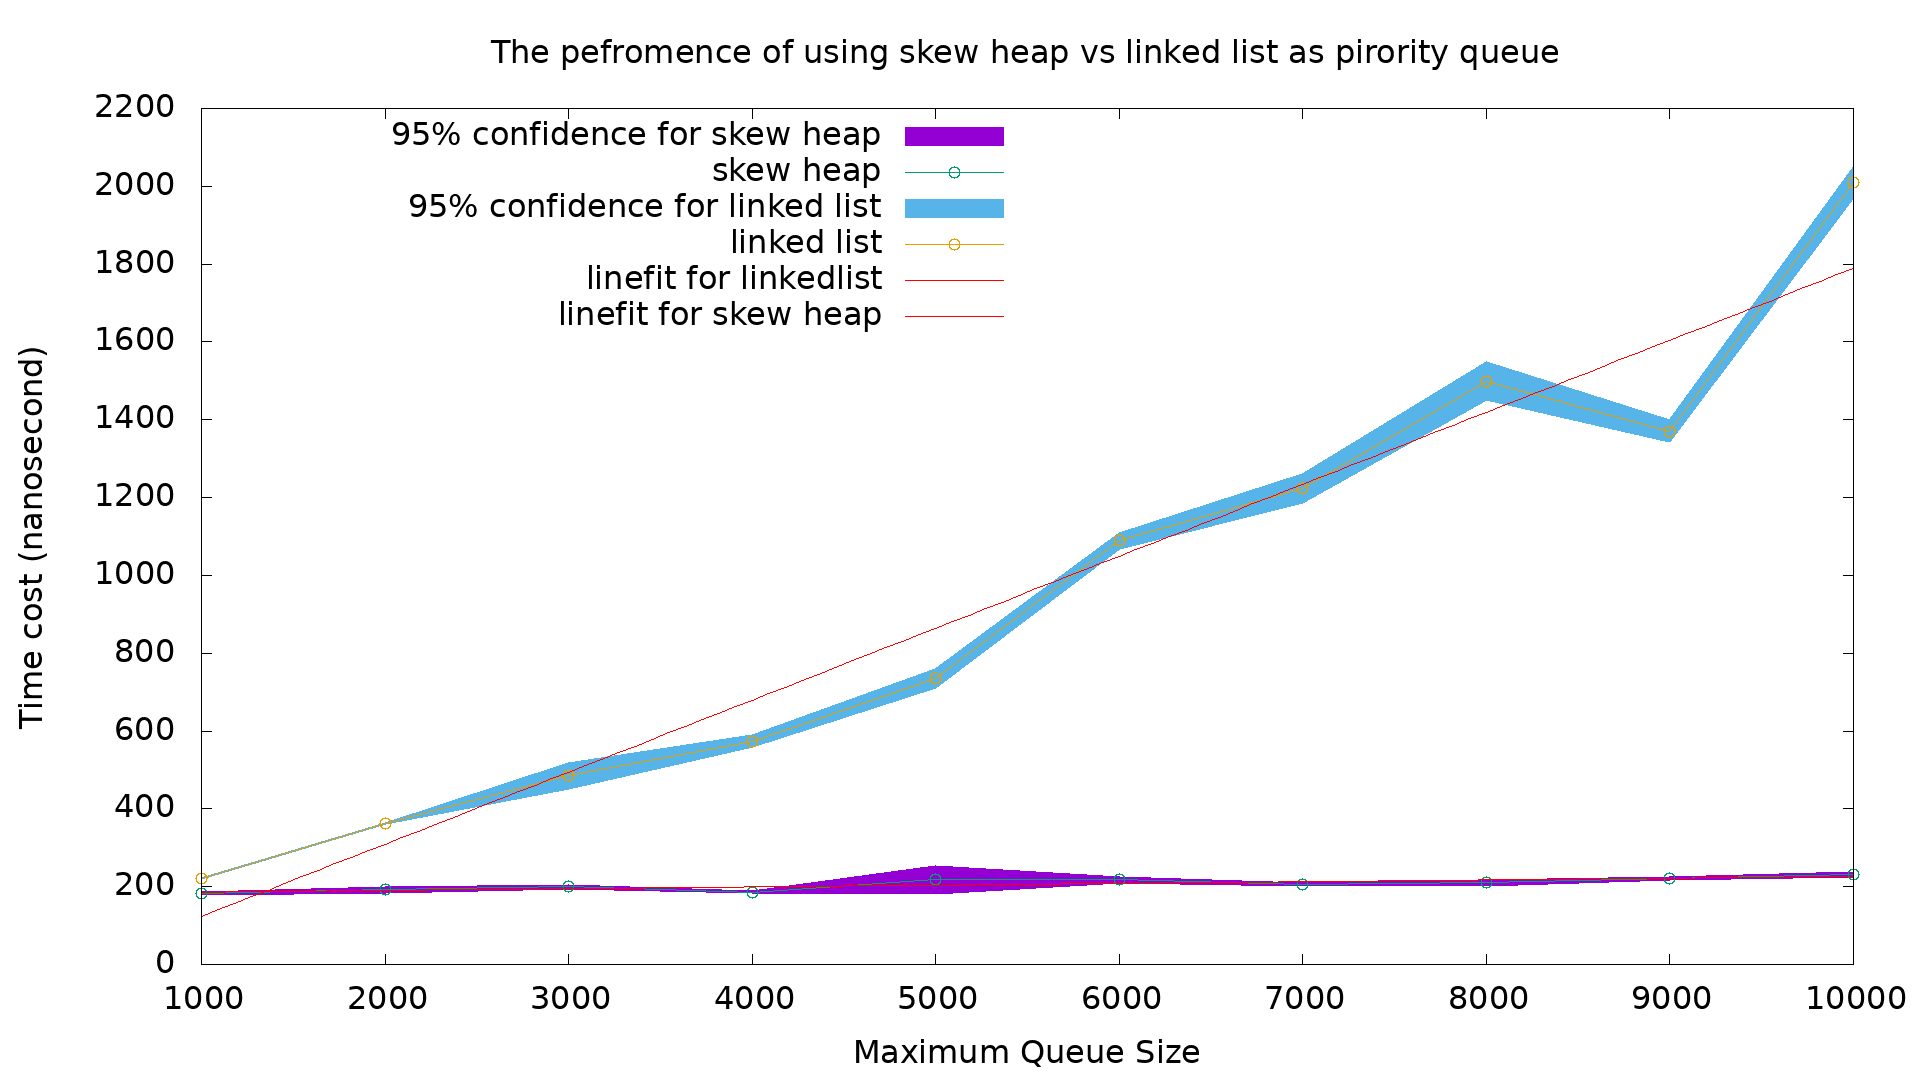 The pefromence of using skew heap vs linked list as pirority queue
2200
2000
1800
1600
1400
1200
1000
800
600
400
200
0
Time cost (nanosecond)
95% confidence for skew heap
skew heap
95% confidence for linked list
linked list
linefit for linkedlist
linefit for skew heap
1000 2000 3000 4000 5000 6000 7000 8000 9000 10000
Maximum Queue Size